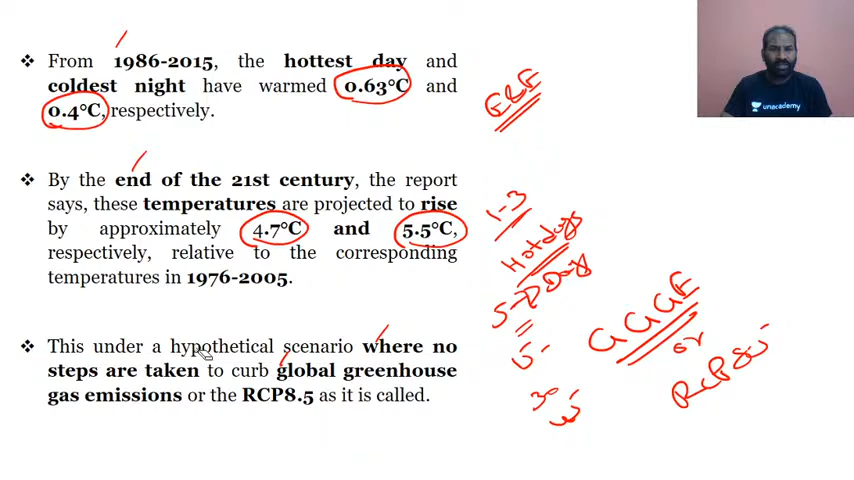 ❖ From 1986-2015, the hottest day and
coldest night have warmed 0.63°C and
0.4°C, respectively.
❖ By the end of the 21st century, the report
says, these temperatures are projected to rise
by approximately 4.7°C and 5.5°C,
respectively, relative to the corresponding
temperatures in 1976-2005.
❖ This under a hypothetical scenario where no
steps are taken to curb global greenhouse
gas emissions or the RCP8.5 as it is called.
unacademy
1-3
Hot days
GGGE
or